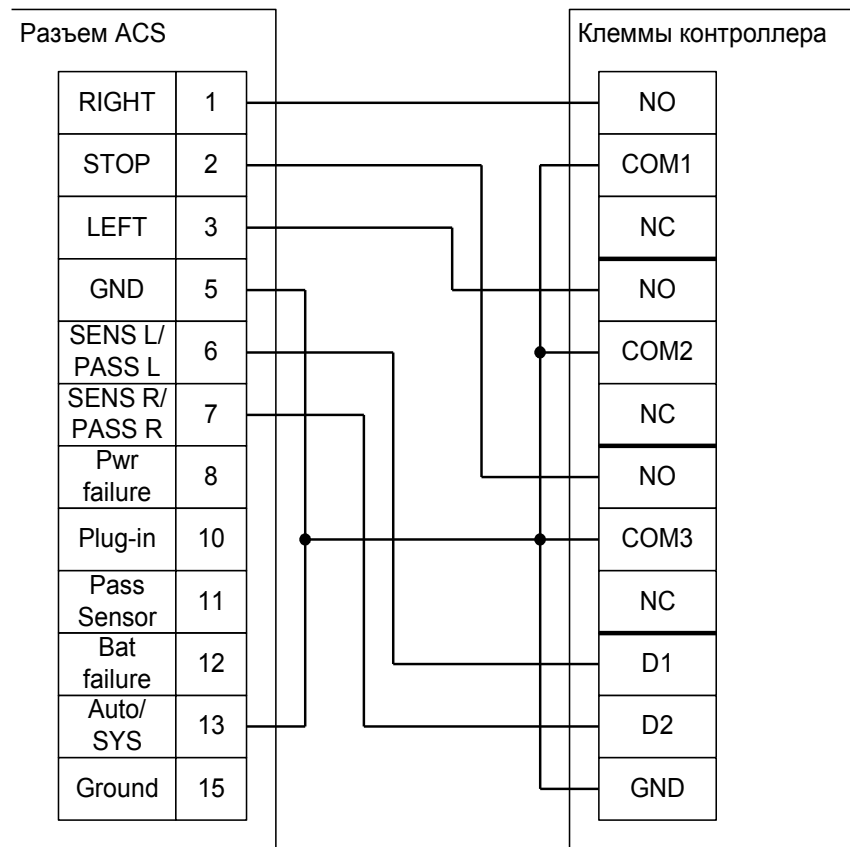 Разъем ACS
RIGHT 1
STOP 2
LEFT 3
GND 5
SENS L/
PASS L
6
SENS R/
PASS R
7
Pwr
failure
8
Plug-in 10
Pass
Sensor
11
Bat
failure
12
Auto/
SYS
13
Ground 15
Клеммы контроллера
NO
COM1
NC
NO
COM2
NC
NO
COM3
NC
D1
D2
GND